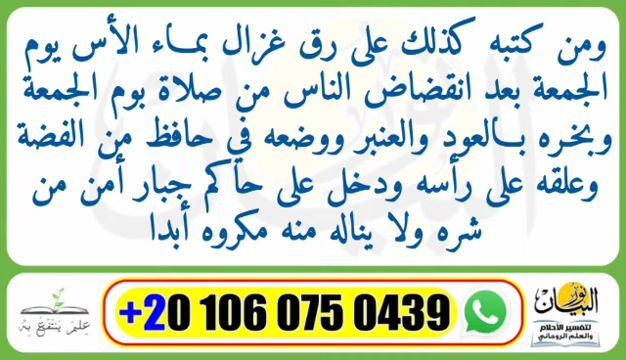 ومن كتبه كذلك على رق غزال بماء الأس يوم
الجمعة بعد انقضاض الناس من صلاة يوم الجمعة
وبخره بالعود والعنبر ووضعه في حافظ من الفضة
وعلقه على رأسه ودخل على حاكم جبار أمن من
شره ولا يناله منه مكروه أبدا
علم ينتفع به
+20 106 075 0439
نور البيان
لتفسير الأحلام
والعلم الروحاني